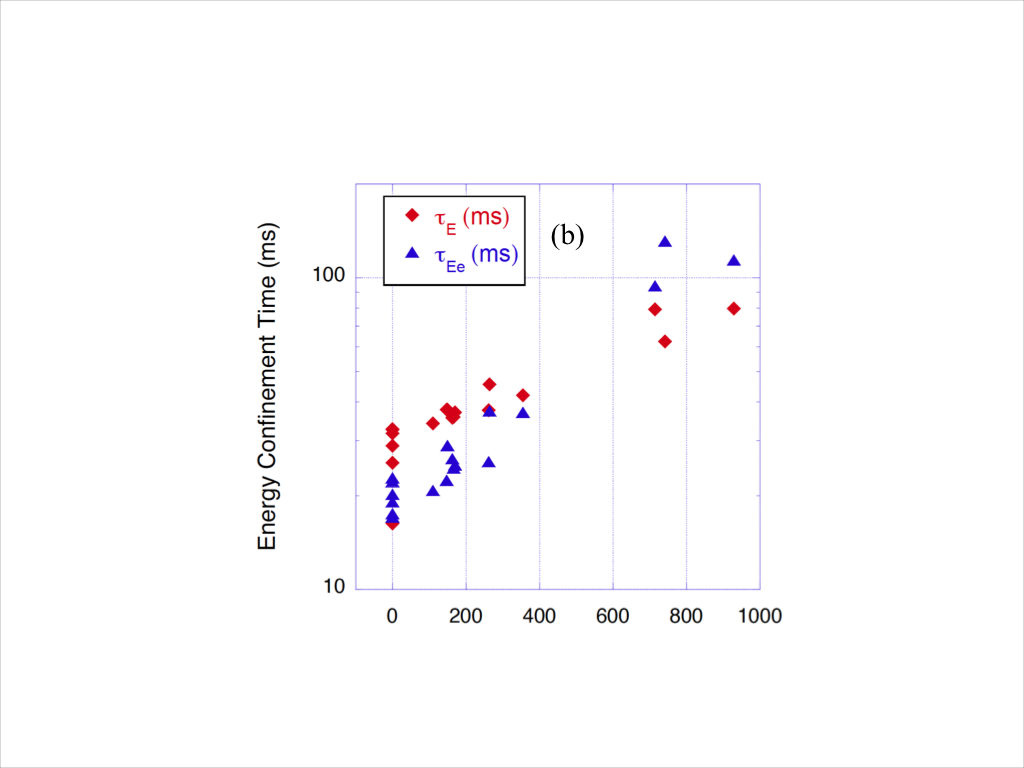 τE (ms)
τEe (ms)
(b)
Energy Confinement Time (ms)
100
10
0 200 400 600 800 1000